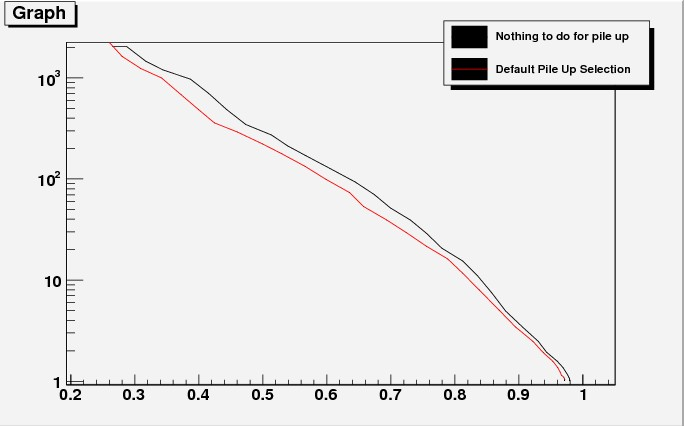 Graph
Nothing to do for pile up
Default Pile Up Selection
10³
10²
10
1
0.2 0.3 0.4 0.5 0.6 0.7 0.8 0.9 1